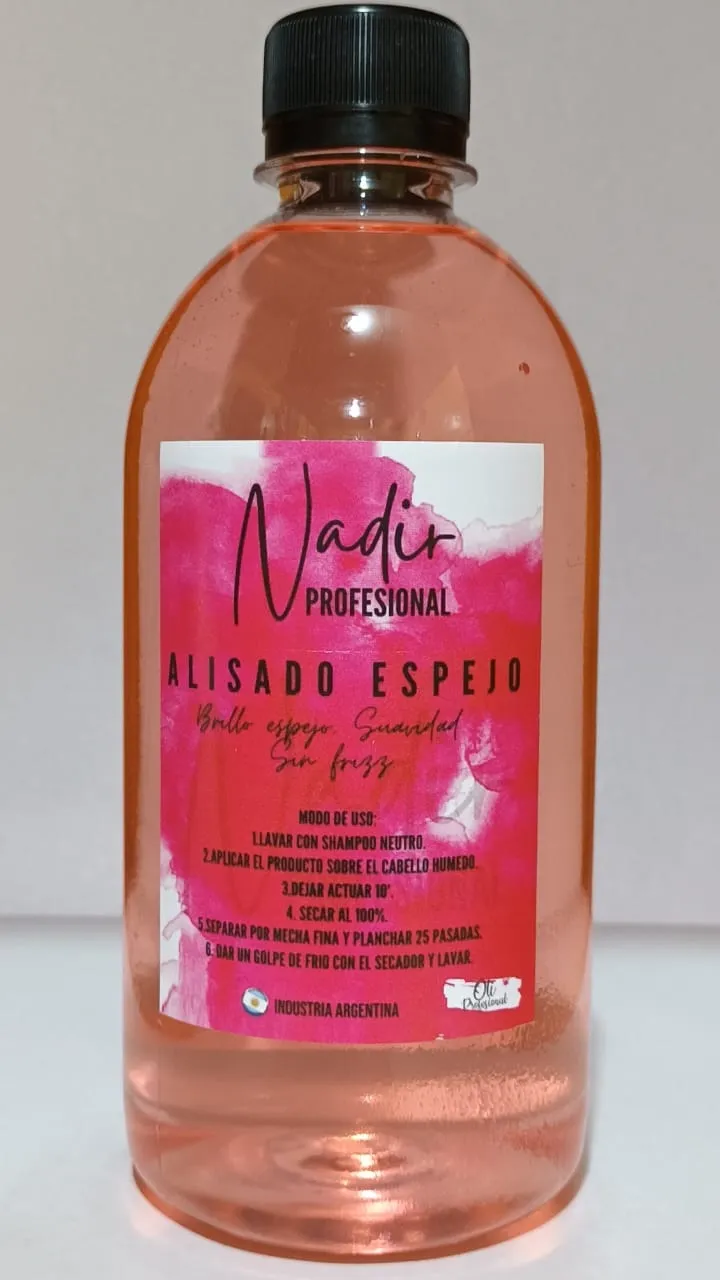 Nadir
PROFESIONAL
ALISADO ESPEJO
Brillo espejo. Suavidad
Sin frizz
MODO DE USO:
1.LAVAR CON SHAMPOO NEUTRO.
2.APLICAR EL PRODUCTO SOBRE EL CABELLO HUMEDO.
3.DEJAR ACTUAR 10'.
4. SECAR AL 100%.
5.SEPARAR POR MECHA FINA Y PLANCHAR 25 PASADAS.
6. DAR UN GOLPE DE FRIO CON EL SECADOR Y LAVAR.
INDUSTRIA ARGENTINA
Oli
Profesional